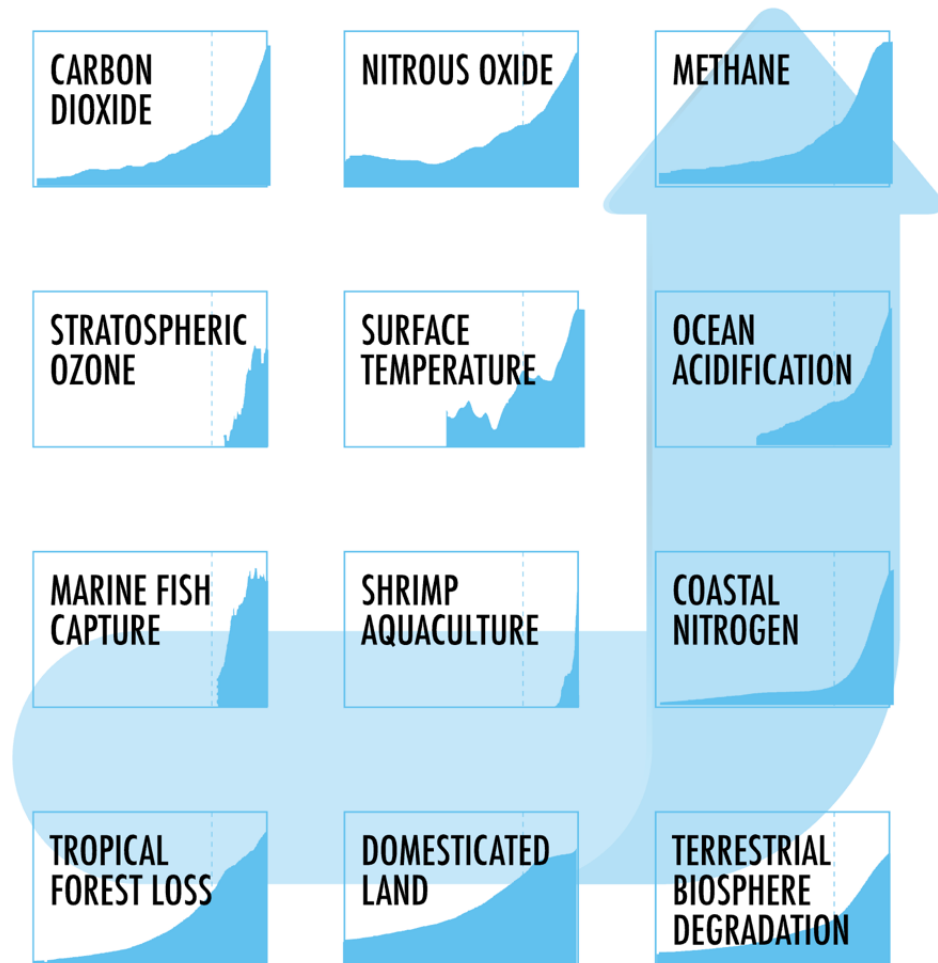 CARBON
DIOXIDE
NITROUS OXIDE
METHANE
STRATOSPHERIC
OZONE
SURFACE
TEMPERATURE
OCEAN
ACIDIFICATION
MARINE FISH
CAPTURE
SHRIMP
AQUACULTURE
COASTAL
NITROGEN
TROPICAL
FOREST LOSS
DOMESTICATED
LAND
TERRESTRIAL
BIOSPHERE
DEGRADATION